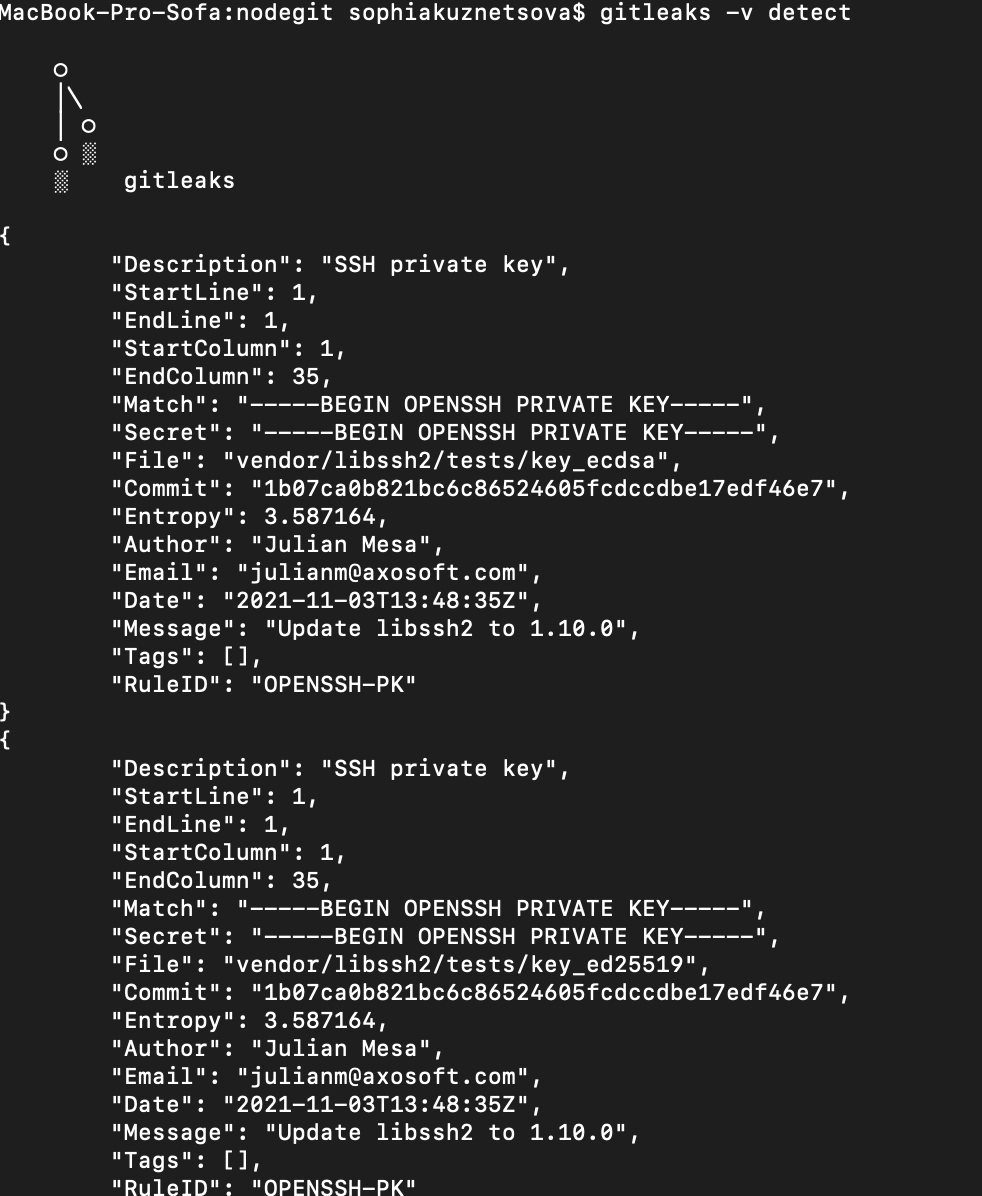 MacBook-Pro-Sofa:nodegit sophiakuznetsova$ gitleaks -v detect
○
│╲
│ ○
○ ░
░    gitleaks
{
"Description": "SSH private key",
"StartLine": 1,
"EndLine": 1,
"StartColumn": 1,
"EndColumn": 35,
"Match": "-----BEGIN OPENSSH PRIVATE KEY-----",
"Secret": "-----BEGIN OPENSSH PRIVATE KEY-----",
"File": "vendor/libssh2/tests/key_ecdsa",
"Commit": "1b07ca0b821bc6c86524605fcdccdbe17edf46e7",
"Entropy": 3.587164,
"Author": "Julian Mesa",
"Email": "julianm@axosoft.com",
"Date": "2021-11-03T13:48:35Z",
"Message": "Update libssh2 to 1.10.0",
"Tags": [],
"RuleID": "OPENSSH-PK"
}
{
"Description": "SSH private key",
"StartLine": 1,
"EndLine": 1,
"StartColumn": 1,
"EndColumn": 35,
"Match": "-----BEGIN OPENSSH PRIVATE KEY-----",
"Secret": "-----BEGIN OPENSSH PRIVATE KEY-----",
"File": "vendor/libssh2/tests/key_ed25519",
"Commit": "1b07ca0b821bc6c86524605fcdccdbe17edf46e7",
"Entropy": 3.587164,
"Author": "Julian Mesa",
"Email": "julianm@axosoft.com",
"Date": "2021-11-03T13:48:35Z",
"Message": "Update libssh2 to 1.10.0",
"Tags": [],
"RuleID": "OPENSSH-PK"